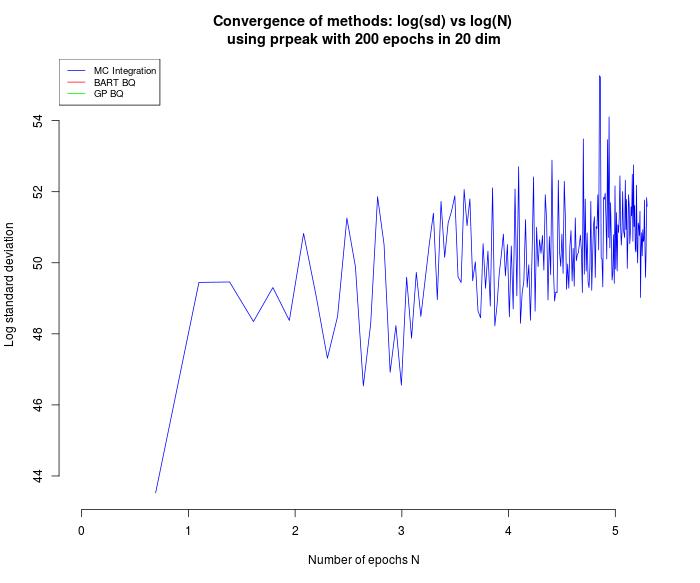 Convergence of methods: log(sd) vs log(N)
using prpeak with 200 epochs in 20 dim
MC Integration
BART BQ
GP BQ
54
52
50
48
46
44
Log standard deviation
0 1 2 3 4 5
Number of epochs N